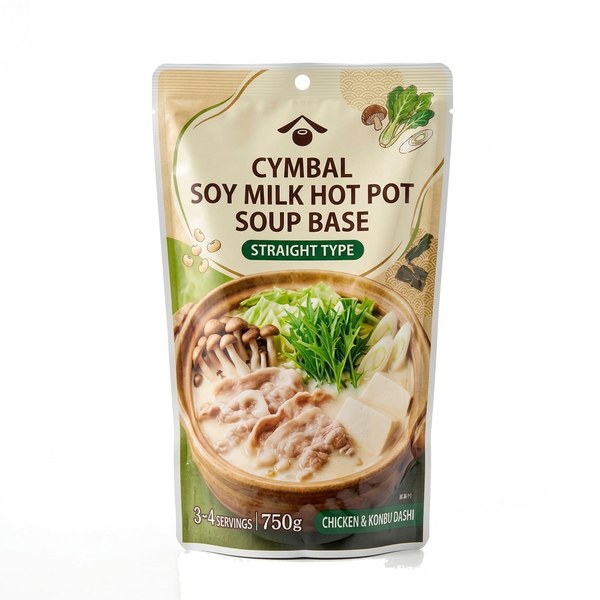 CYMBAL
SOY MILK HOT POT
SOUP BASE
STRAIGHT TYPE
3~4 SERVINGS | 750g
CHICKEN & KONBU DASHI